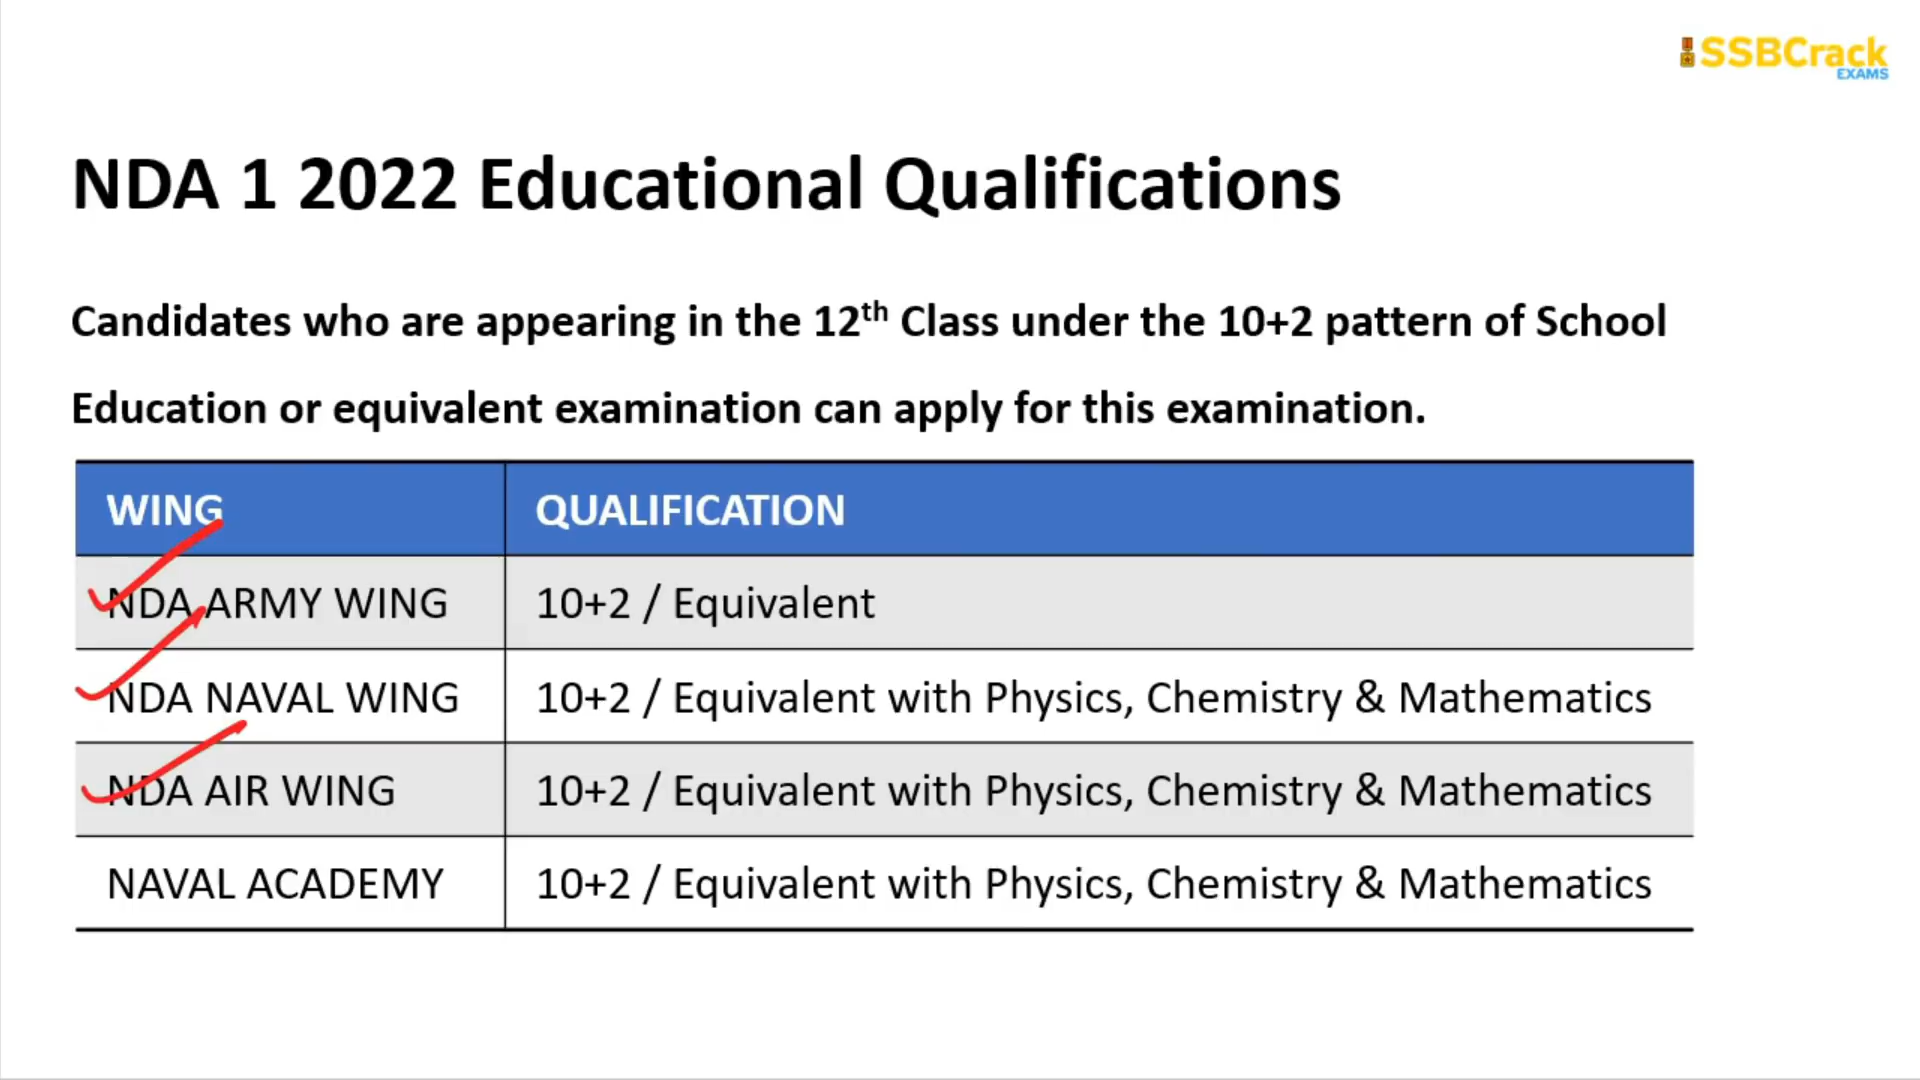 SSBCrack
EXAMS
NDA 1 2022 Educational Qualifications
Candidates who are appearing in the 12th Class under the 10+2 pattern of School
Education or equivalent examination can apply for this examination.
WING QUALIFICATION
NDA ARMY WING 10+2 / Equivalent
NDA NAVAL WING 10+2 / Equivalent with Physics, Chemistry & Mathematics
NDA AIR WING 10+2 / Equivalent with Physics, Chemistry & Mathematics
NAVAL ACADEMY 10+2 / Equivalent with Physics, Chemistry & Mathematics